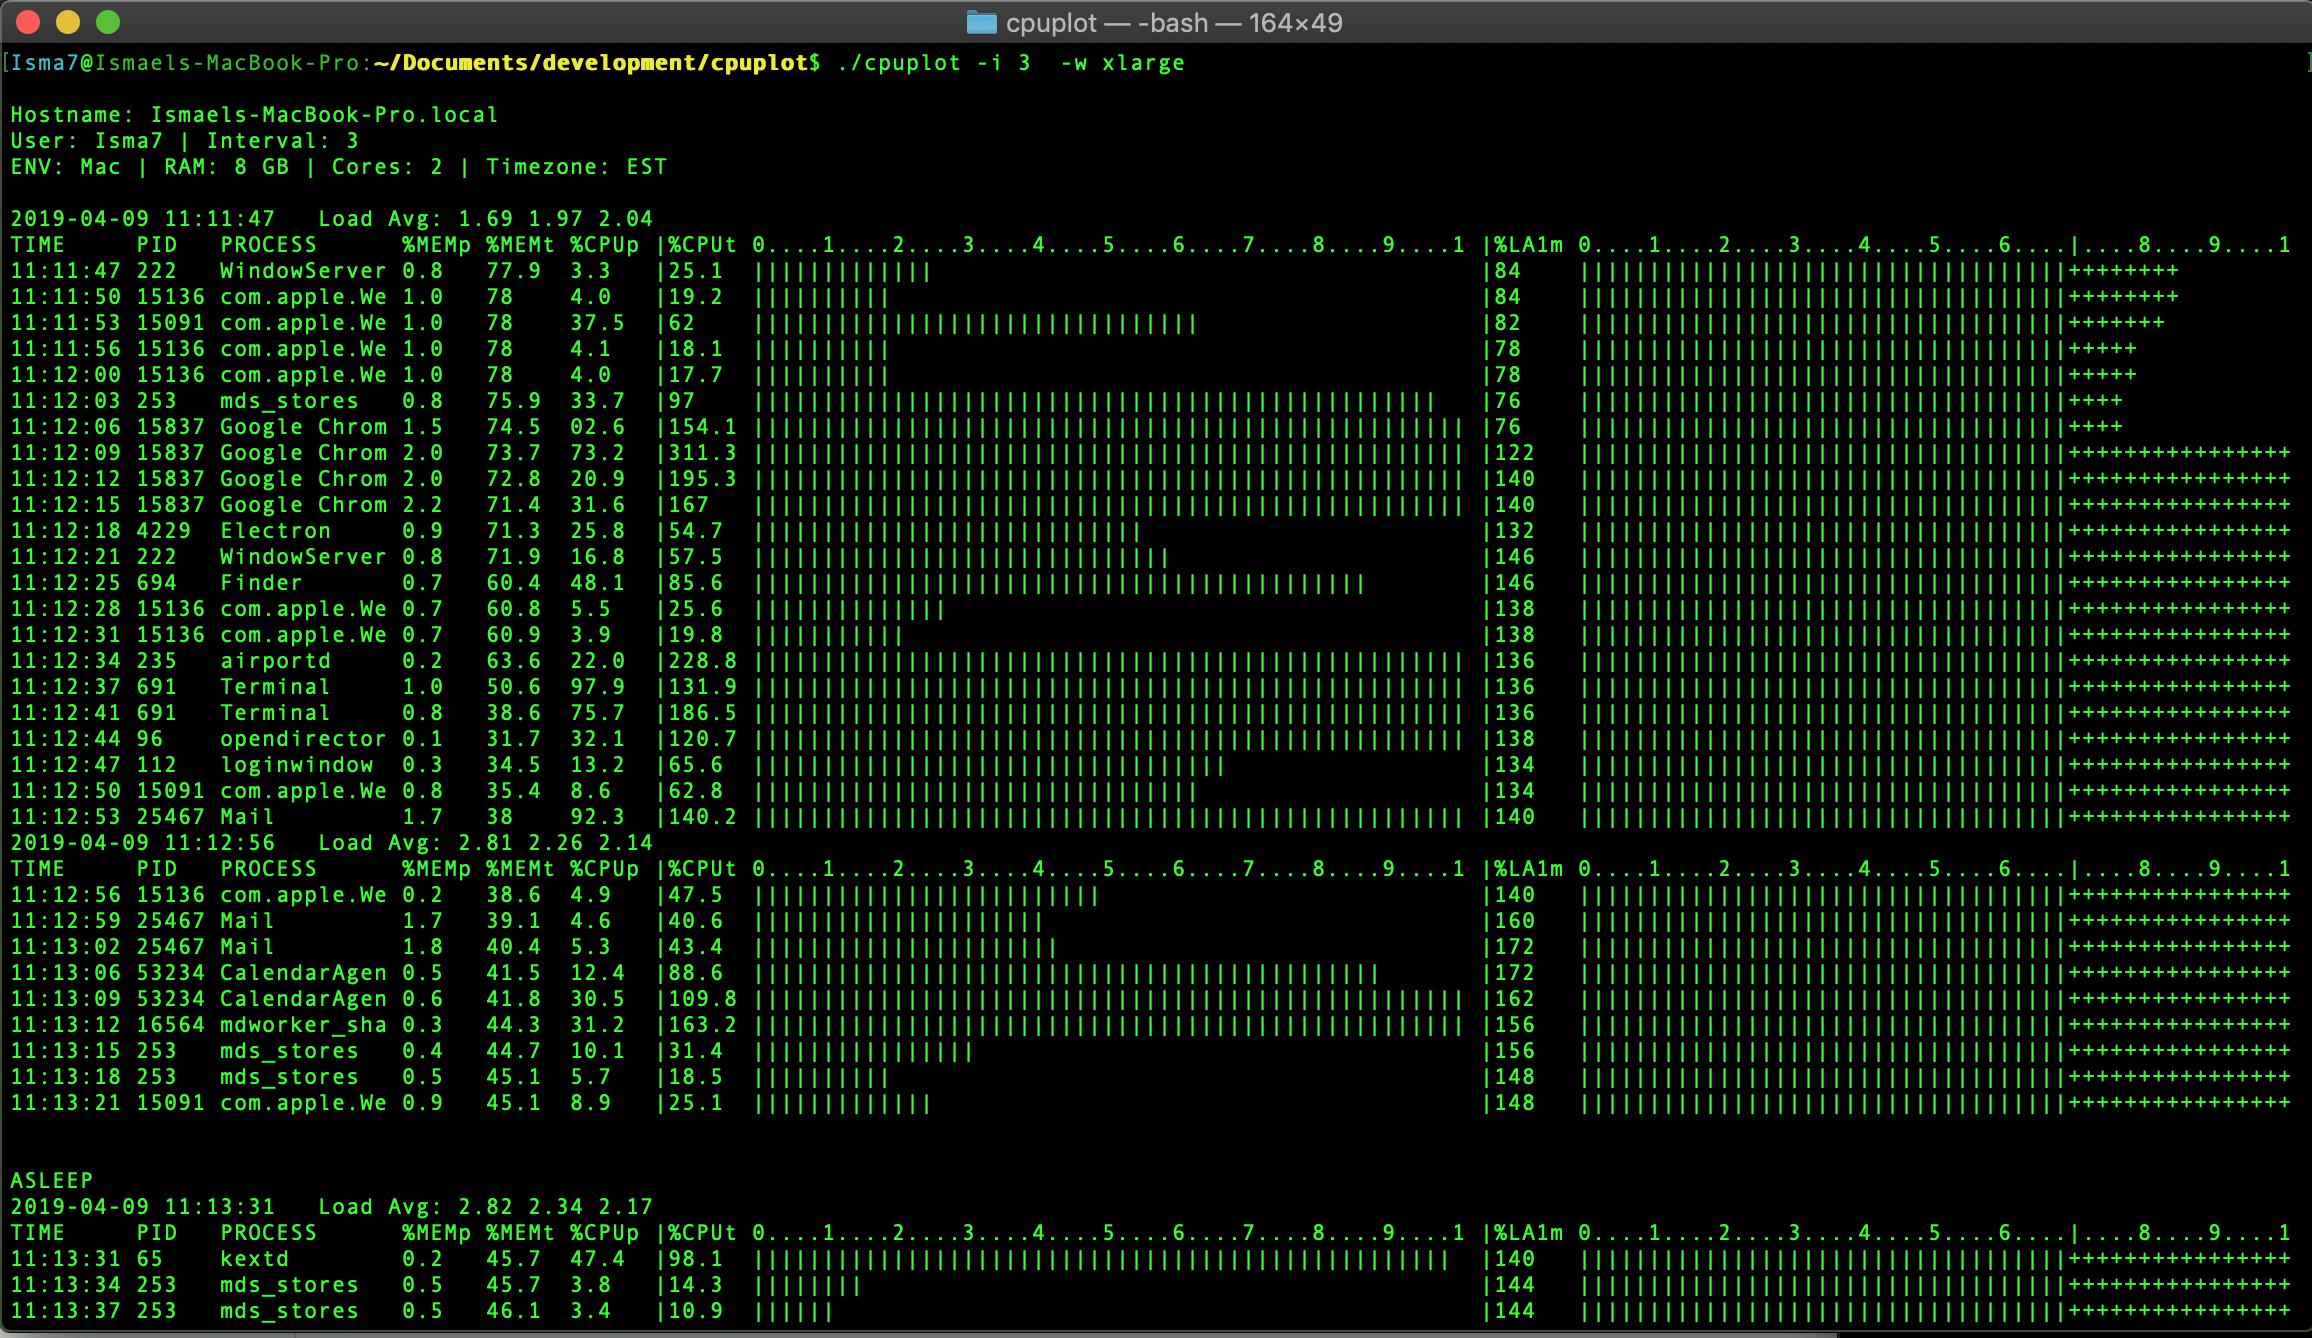 cpuplot — -bash — 164×49
[Isma7@Ismaels-MacBook-Pro:~/Documents/development/cpuplot$ ./cpuplot -i 3  -w xlarge ]
Hostname: Ismaels-MacBook-Pro.local
User: Isma7 | Interval: 3
ENV: Mac | RAM: 8 GB | Cores: 2 | Timezone: EST
2019-04-09 11:11:47   Load Avg: 1.69 1.97 2.04
TIME     PID   PROCESS      %MEMp %MEMt %CPUp |%CPUt 0....1....2....3....4....5....6....7....8....9....1 |%LA1m 0....1....2....3....4....5....6....|....8....9....1
11:11:47 222   WindowServer 0.8   77.9  3.3   |25.1 |84 ++++++++
11:11:50 15136 com.apple.We 1.0   78    4.0   |19.2 |84 ++++++++
11:11:53 15091 com.apple.We 1.0   78    37.5  |62 |82 +++++++
11:11:56 15136 com.apple.We 1.0   78    4.1   |18.1 |78 +++++
11:12:00 15136 com.apple.We 1.0   78    4.0   |17.7 |78 +++++
11:12:03 253   mds_stores   0.8   75.9  33.7  |97 |76 ++++
11:12:06 15837 Google Chrom 1.5   74.5  02.6  |154.1 |76 ++++
11:12:09 15837 Google Chrom 2.0   73.7  73.2  |311.3 |122 ++++++++++++++++
11:12:12 15837 Google Chrom 2.0   72.8  20.9  |195.3 |140 ++++++++++++++++
11:12:15 15837 Google Chrom 2.2   71.4  31.6  |167 |140 ++++++++++++++++
11:12:18 4229  Electron     0.9   71.3  25.8  |54.7 |132 ++++++++++++++++
11:12:21 222   WindowServer 0.8   71.9  16.8  |57.5 |146 ++++++++++++++++
11:12:25 694   Finder       0.7   60.4  48.1  |85.6 |146 ++++++++++++++++
11:12:28 15136 com.apple.We 0.7   60.8  5.5   |25.6 |138 ++++++++++++++++
11:12:31 15136 com.apple.We 0.7   60.9  3.9   |19.8 |138 ++++++++++++++++
11:12:34 235   airportd     0.2   63.6  22.0  |228.8 |136 ++++++++++++++++
11:12:37 691   Terminal     1.0   50.6  97.9  |131.9 |136 ++++++++++++++++
11:12:41 691   Terminal     0.8   38.6  75.7  |186.5 |136 ++++++++++++++++
11:12:44 96    opendirector 0.1   31.7  32.1  |120.7 |138 ++++++++++++++++
11:12:47 112   loginwindow  0.3   34.5  13.2  |65.6 |134 ++++++++++++++++
11:12:50 15091 com.apple.We 0.8   35.4  8.6   |62.8 |134 ++++++++++++++++
11:12:53 25467 Mail         1.7   38    92.3  |140.2 |140 ++++++++++++++++
2019-04-09 11:12:56   Load Avg: 2.81 2.26 2.14
TIME     PID   PROCESS      %MEMp %MEMt %CPUp |%CPUt 0....1....2....3....4....5....6....7....8....9....1 |%LA1m 0....1....2....3....4....5....6....|....8....9....1
11:12:56 15136 com.apple.We 0.2   38.6  4.9   |47.5 |140 ++++++++++++++++
11:12:59 25467 Mail         1.7   39.1  4.6   |40.6 |160 ++++++++++++++++
11:13:02 25467 Mail         1.8   40.4  5.3   |43.4 |172 ++++++++++++++++
11:13:06 53234 CalendarAgen 0.5   41.5  12.4  |88.6 |172 ++++++++++++++++
11:13:09 53234 CalendarAgen 0.6   41.8  30.5  |109.8 |162 ++++++++++++++++
11:13:12 16564 mdworker_sha 0.3   44.3  31.2  |163.2 |156 ++++++++++++++++
11:13:15 253   mds_stores   0.4   44.7  10.1  |31.4 |156 ++++++++++++++++
11:13:18 253   mds_stores   0.5   45.1  5.7   |18.5 |148 ++++++++++++++++
11:13:21 15091 com.apple.We 0.9   45.1  8.9   |25.1 |148 ++++++++++++++++
ASLEEP
2019-04-09 11:13:31   Load Avg: 2.82 2.34 2.17
TIME     PID   PROCESS      %MEMp %MEMt %CPUp |%CPUt 0....1....2....3....4....5....6....7....8....9....1 |%LA1m 0....1....2....3....4....5....6....|....8....9....1
11:13:31 65    kextd        0.2   45.7  47.4  |98.1 |140 ++++++++++++++++
11:13:34 253   mds_stores   0.5   45.7  3.8   |14.3 |144 ++++++++++++++++
11:13:37 253   mds_stores   0.5   46.1  3.4   |10.9 |144 ++++++++++++++++